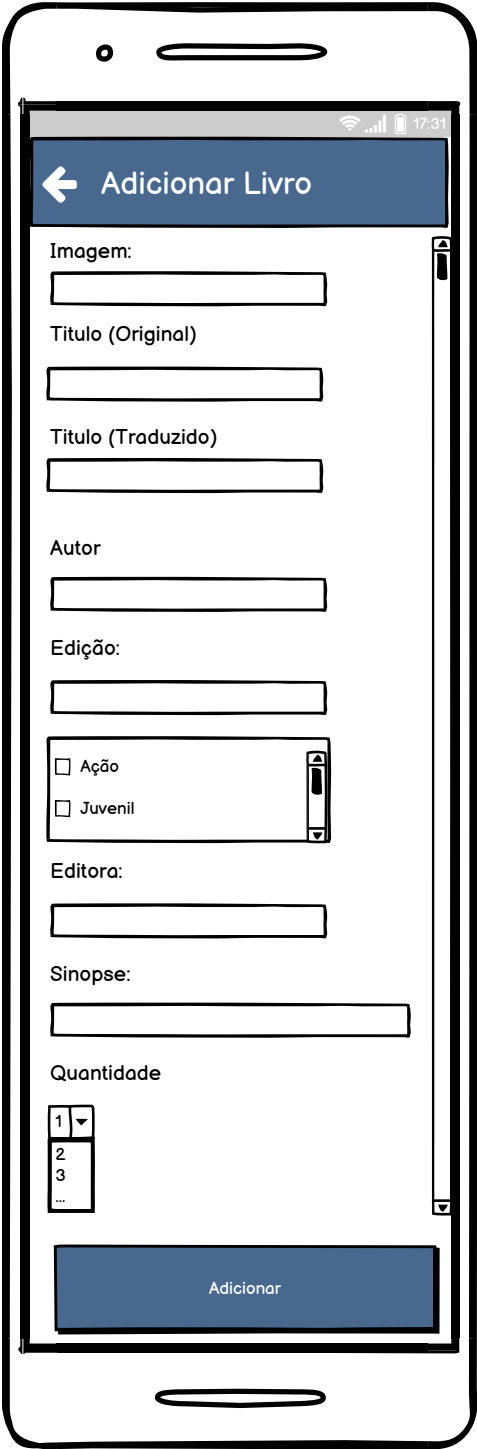 17:31
Adicionar Livro
Imagem:
Titulo (Original)
Titulo (Traduzido)
Autor
Edição:
Ação
Juvenil
Editora:
Sinopse:
Quantidade
1
2
3
...
Adicionar